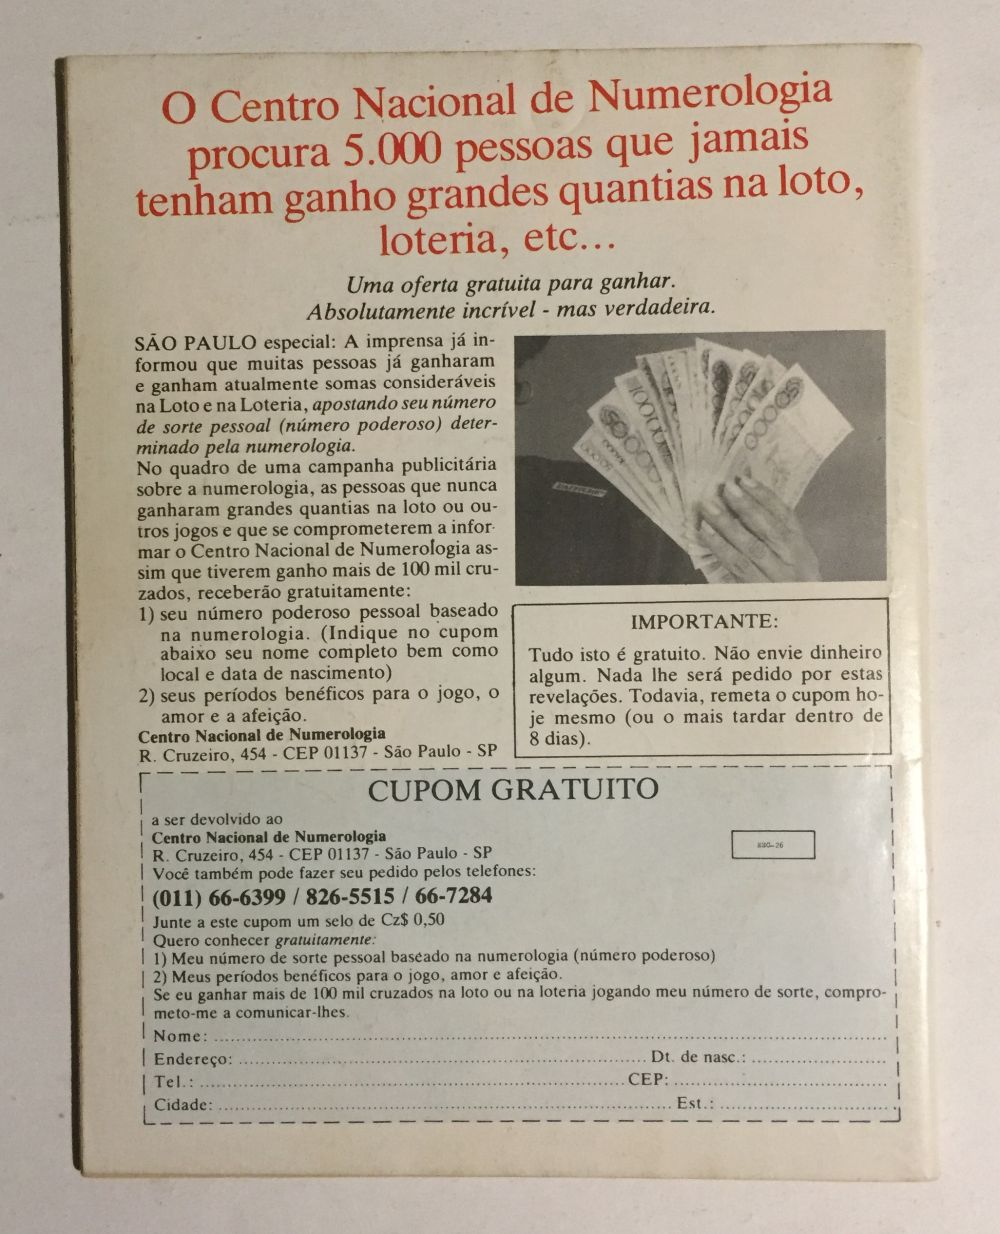 O Centro Nacional de Numerologia
procura 5.000 pessoas que jamais
tenham ganho grandes quantias na loto,
loteria, etc...
Uma oferta gratuita para ganhar.
Absolutamente incrível - mas verdadeira.
SÃO PAULO especial: A imprensa já in-
formou que muitas pessoas já ganharam
e ganham atualmente somas consideráveis
na Loto e na Loteria, apostando seu número
de sorte pessoal (número poderoso) deter-
minado pela numerologia.
No quadro de uma campanha publicitária
sobre a numerologia, as pessoas que nunca
ganharam grandes quantias na loto ou ou-
tros jogos e que se comprometerem a infor-
mar o Centro Nacional de Numerologia as-
sim que tiverem ganho mais de 100 mil cru-
zados, receberão gratuitamente:
1) seu número poderoso pessoal baseado
na numerologia. (Indique no cupom
abaixo seu nome completo bem como
local e data de nascimento)
2) seus períodos benéficos para o jogo, o
amor e a afeição.
Centro Nacional de Numerologia
R. Cruzeiro, 454 - CEP 01137 - São Paulo - SP
IMPORTANTE:
Tudo isto é gratuito. Não envie dinheiro
algum. Nada lhe será pedido por estas
revelações. Todavia, remeta o cupom ho-
je mesmo (ou o mais tardar dentro de
8 dias).
CUPOM GRATUITO
a ser devolvido ao
Centro Nacional de Numerologia
R. Cruzeiro, 454 - CEP 01137 - São Paulo - SP
Você também pode fazer seu pedido pelos telefones:
(011) 66-6399 / 826-5515 / 66-7284
Junte a este cupom um selo de Cz$ 0,50
Quero conhecer gratuitamente:
1) Meu número de sorte pessoal baseado na numerologia (número poderoso)
2) Meus períodos benéficos para o jogo, amor e afeição.
Se eu ganhar mais de 100 mil cruzados na loto ou na loteria jogando meu número de sorte, compro-
meto-me a comunicar-lhes.
Nome:
Endereço: Dt. de nasc.:
Tel.: CEP:
Cidade: Est.: